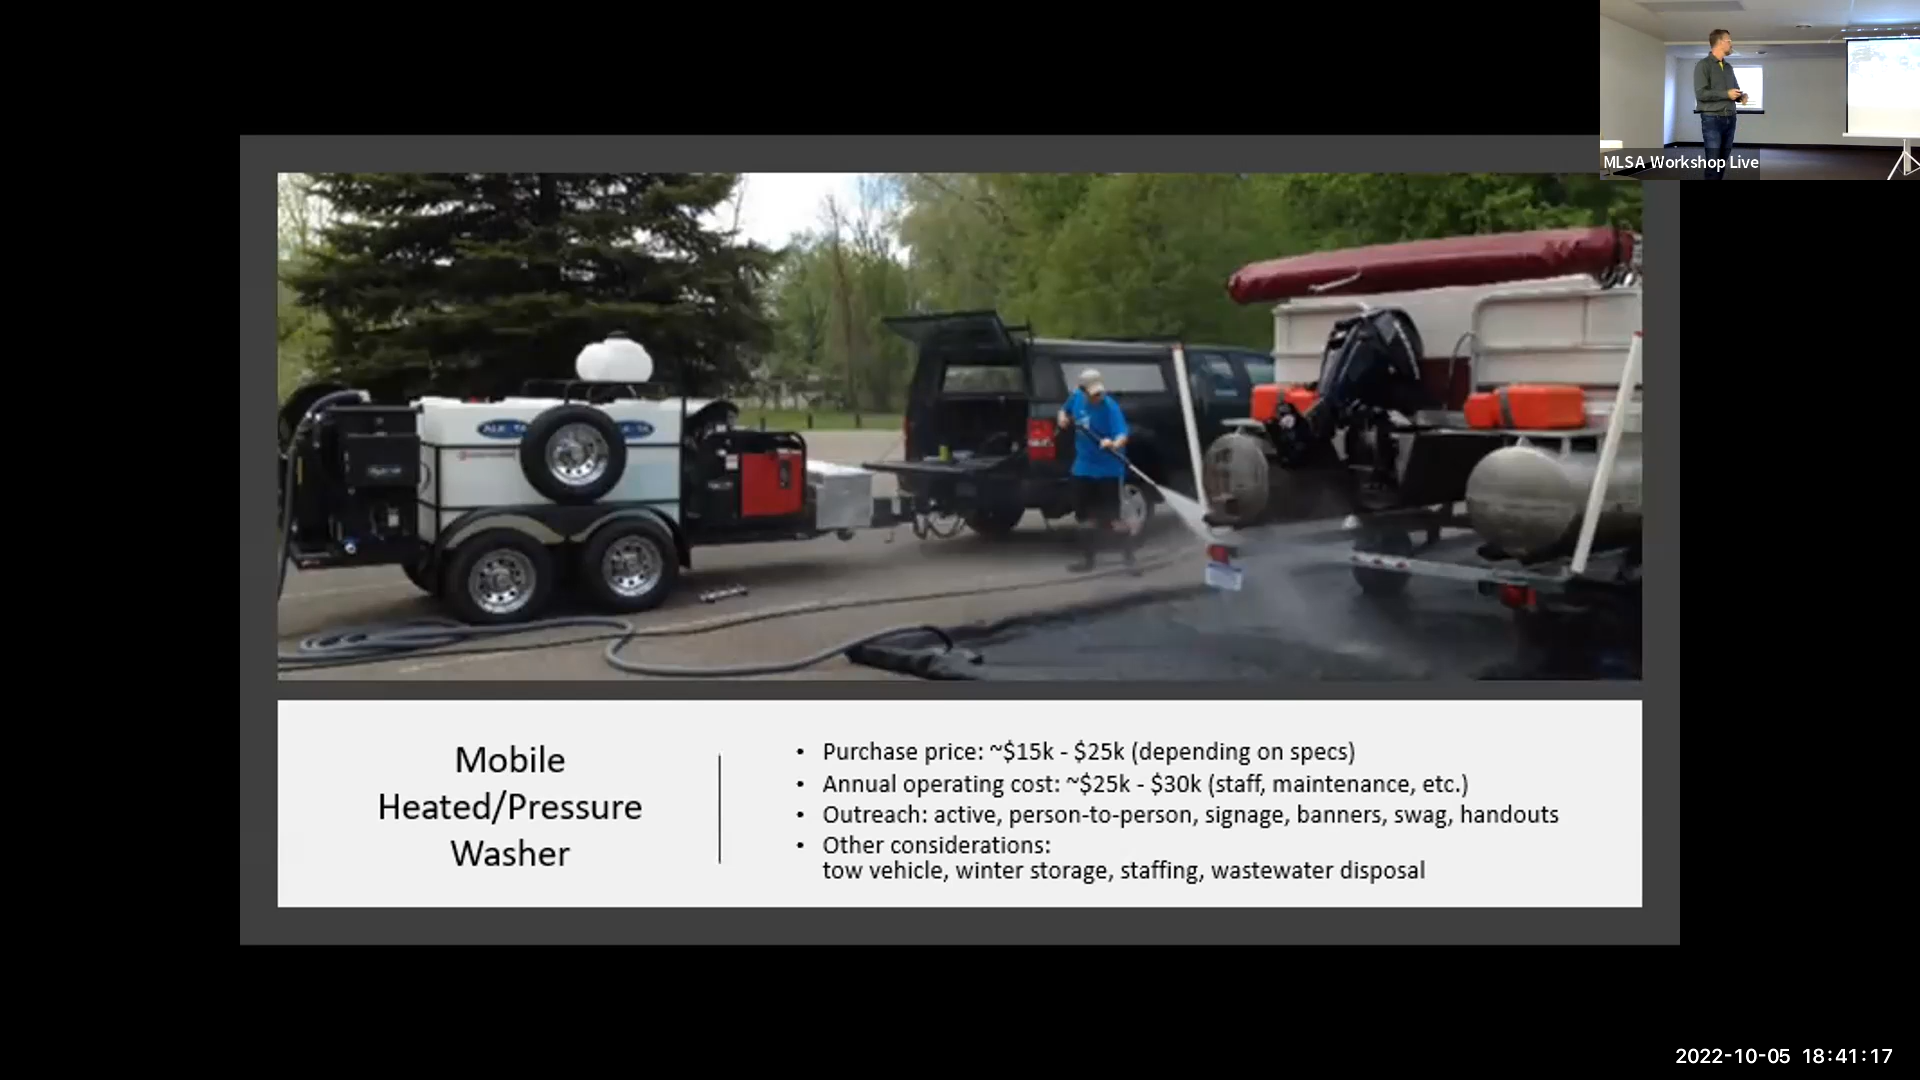 MLSA Workshop Live
Mobile
Heated/Pressure
Washer
• Purchase price: ~$15k - $25k (depending on specs)
• Annual operating cost: ~$25k - $30k (staff, maintenance, etc.)
• Outreach: active, person-to-person, signage, banners, swag, handouts
• Other considerations:
tow vehicle, winter storage, staffing, wastewater disposal
2022-10-05 18:41:17